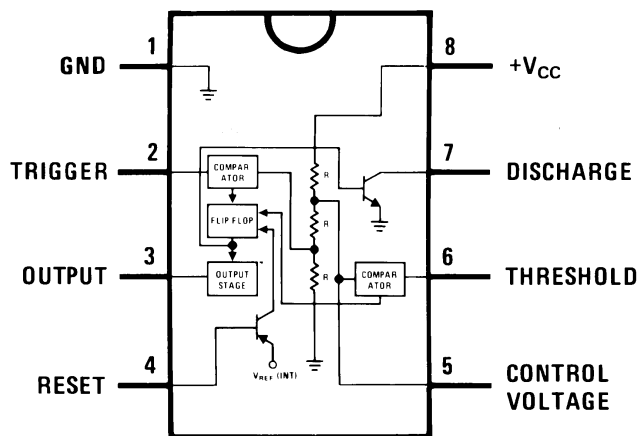 1
GND
8
+VCC
2
TRIGGER
7
DISCHARGE
COMPAR
ATOR
R
FLIP FLOP
R
3
OUTPUT
OUTPUT
STAGE
R
COMPAR
ATOR
6
THRESHOLD
4
RESET
VREF (INT)
5
CONTROL
VOLTAGE